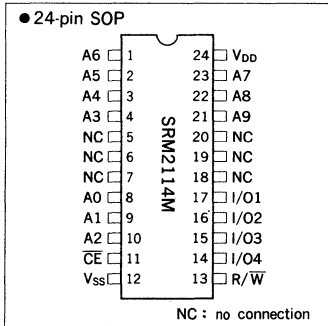 ● 24-pin SOP
A6 1 24 VDD
A5 2 23 A7
A4 3 22 A8
A3 4 21 A9
NC 5 20 NC
NC 6 19 NC
NC 7 18 NC
A0 8 17 I/O1
A1 9 16 I/O2
A2 10 15 I/O3
C̅E̅ 11 14 I/O4
VSS 12 13 R/W̅
SRM2114M
NC : no connection